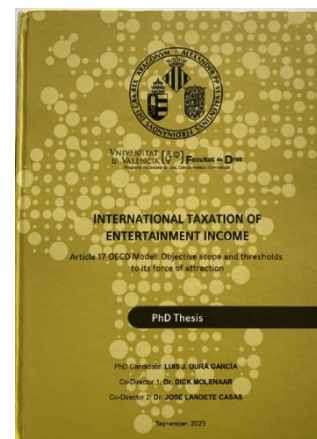 VNIVERSITAT
D VALÈNCIA
Facultat de Dret
INTERNATIONAL TAXATION OF
ENTERTAINMENT INCOME
Article 17 OECD Model: Objective scope and thresholds
to its force of attraction
PhD Thesis
PhD Candidate: LUIS J. DURÁ GARCÍA
Co-Director 1: Dr. DICK MOLENAAR
Co-Director 2: Dr. JOSÉ LANDETE CASAS
September, 2023